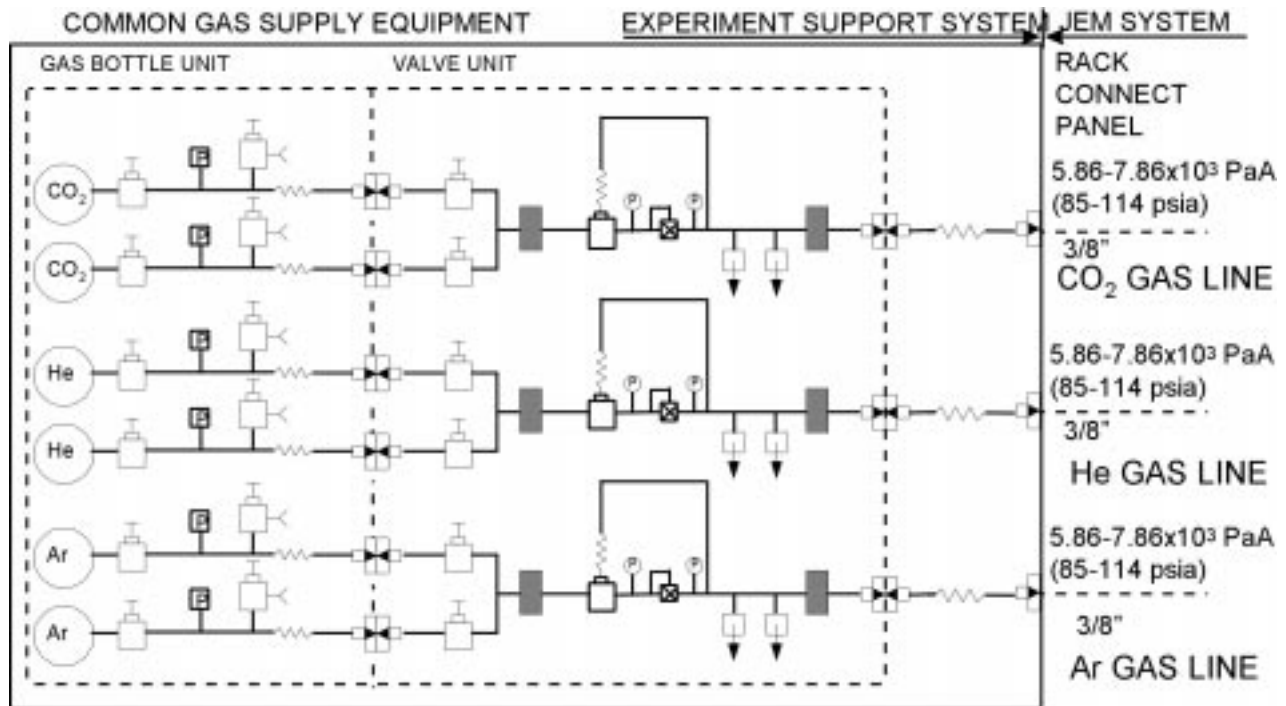 COMMON GAS SUPPLY EQUIPMENT
EXPERIMENT SUPPORT SYSTEM
JEM SYSTEM
GAS BOTTLE UNIT
VALVE UNIT
RACK
CONNECT
PANEL
P
CO₂
P
CO₂
P P
5.86-7.86x10³ PaA
(85-114 psia)
3/8"
CO₂ GAS LINE
P
He
P
He
P P
5.86-7.86x10³ PaA
(85-114 psia)
3/8"
He GAS LINE
P
Ar
P
Ar
P P
5.86-7.86x10³ PaA
(85-114 psia)
3/8"
Ar GAS LINE